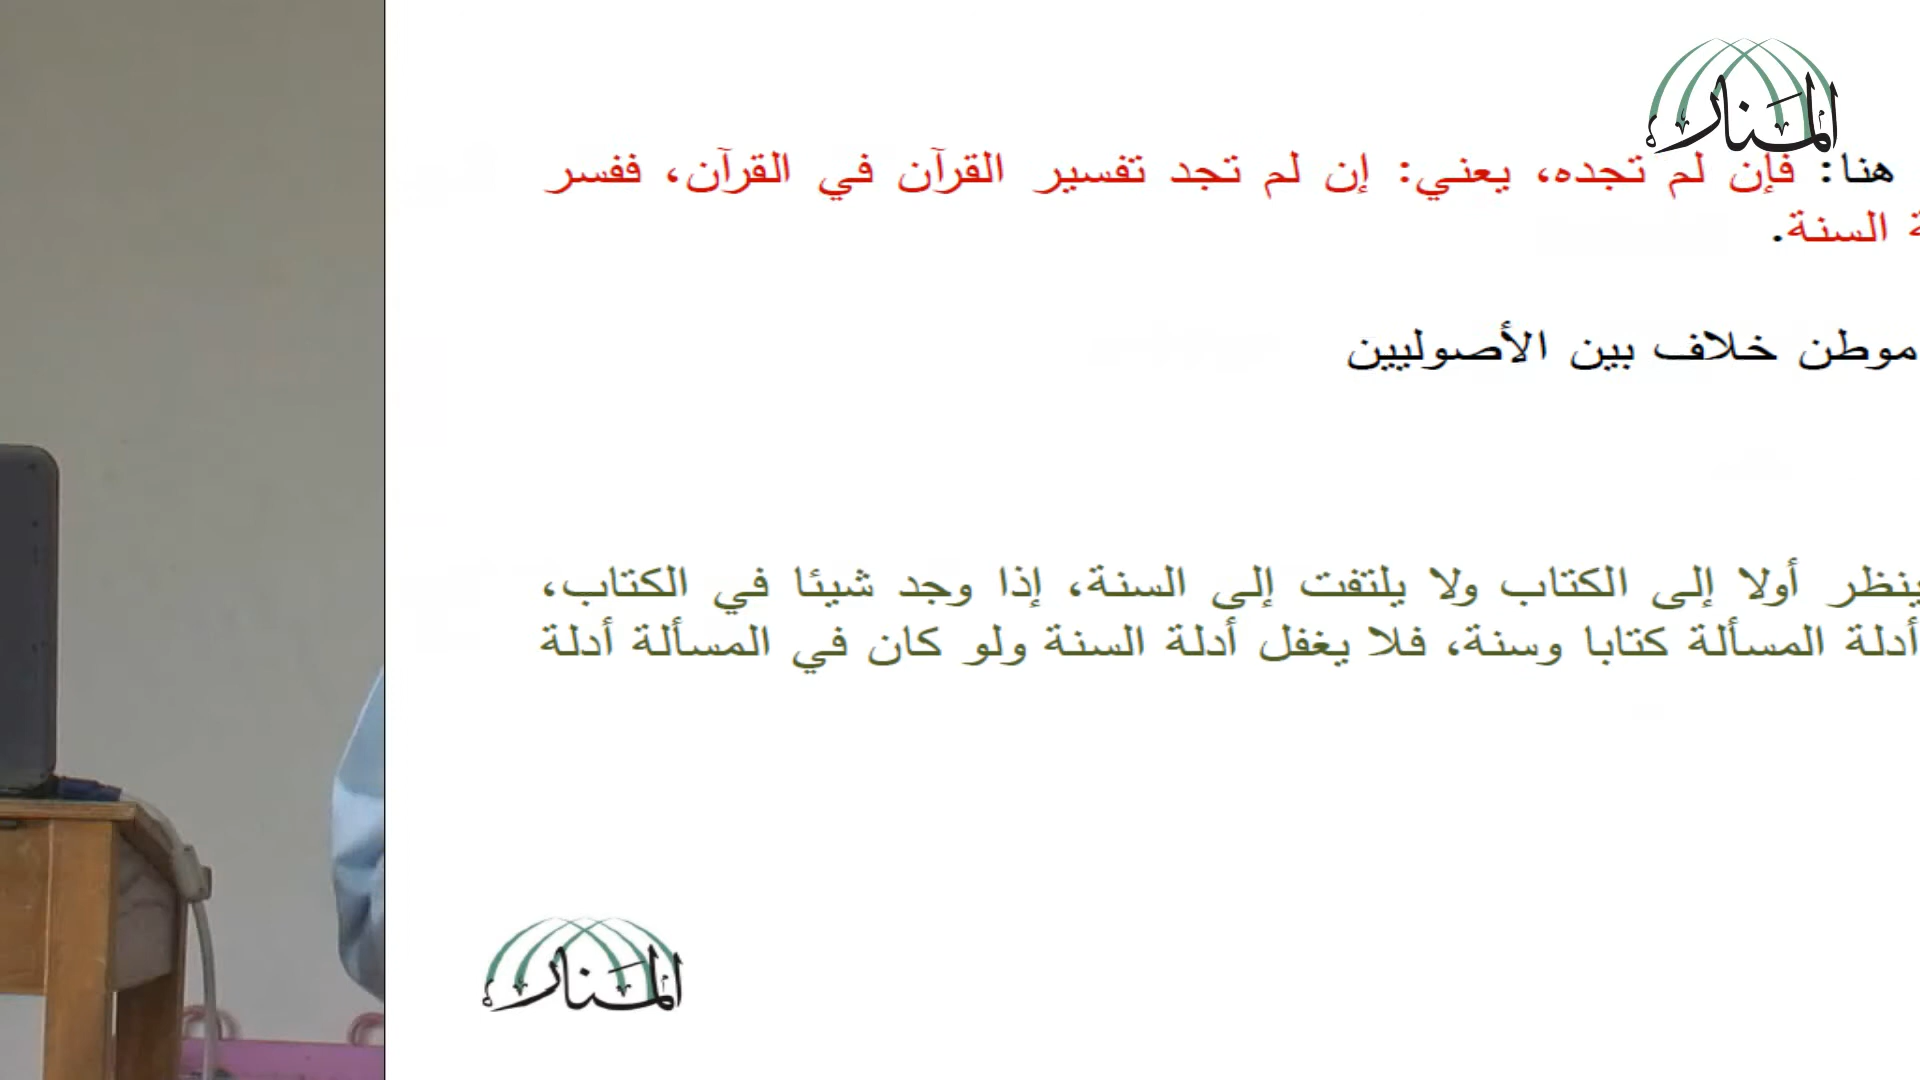 المنار
هنا: فإن لم تجده، يعني: إن لم تجد تفسير القرآن في القرآن، ففسر
السنة.
موطن خلاف بين الأصوليين
ينظر أولا إلى الكتاب ولا يلتفت إلى السنة، إذا وجد شيئا في الكتاب،
أدلة المسألة كتابا وسنة، فلا يغفل أدلة السنة ولو كان في المسألة أدلة
المنار